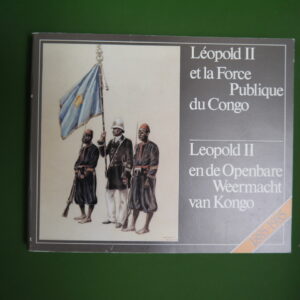 Léopold II
et la Force
Publique
du Congo
Leopold II
en de Openbare
Weermacht
van Kongo